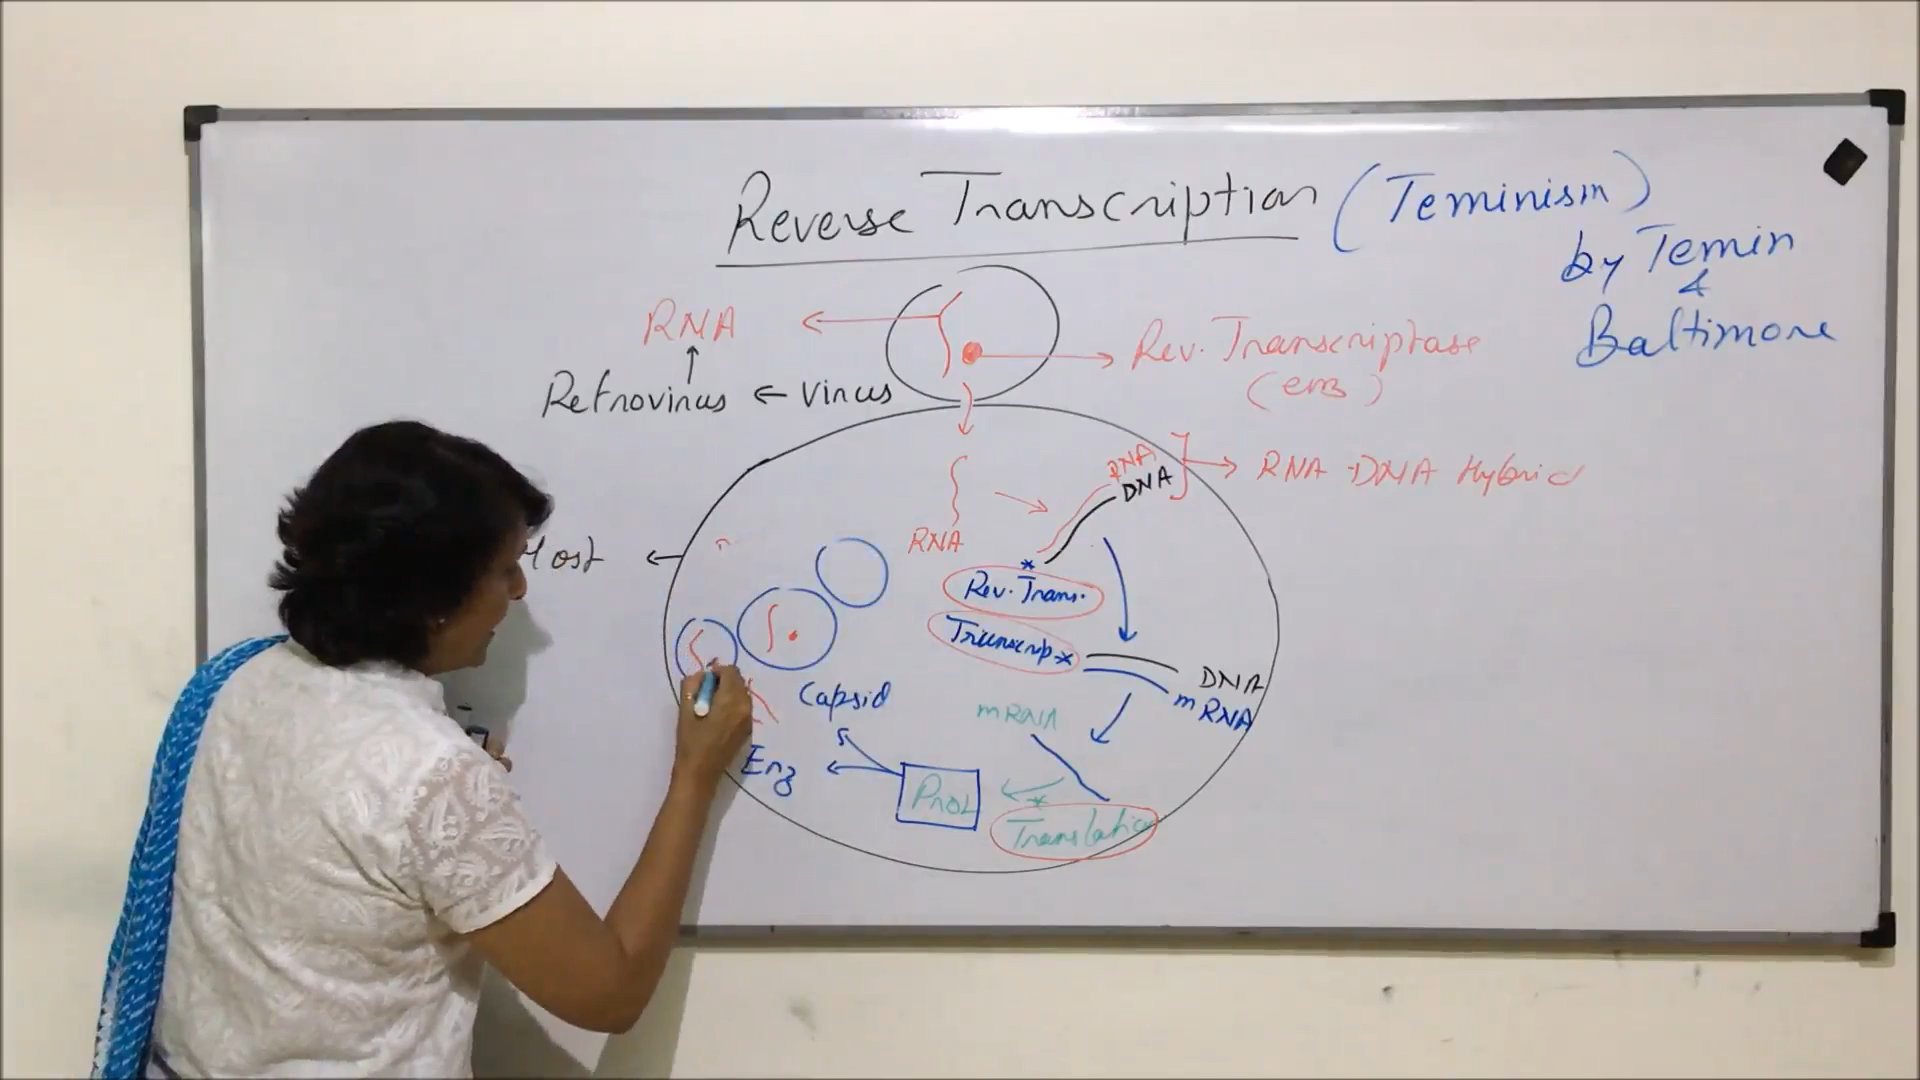 Reverse Transcription (Teminism)
by Temin
&
Baltimore
RNA
Rev. Transcriptase
(enz)
Retrovirus ← Virus
RNA
DNA
RNA-DNA Hybrid
RNA
Host
Rev. Trans.
Transcrip
DNA
mRNA
Capsid
mRNA
Enz
Prot
Translation